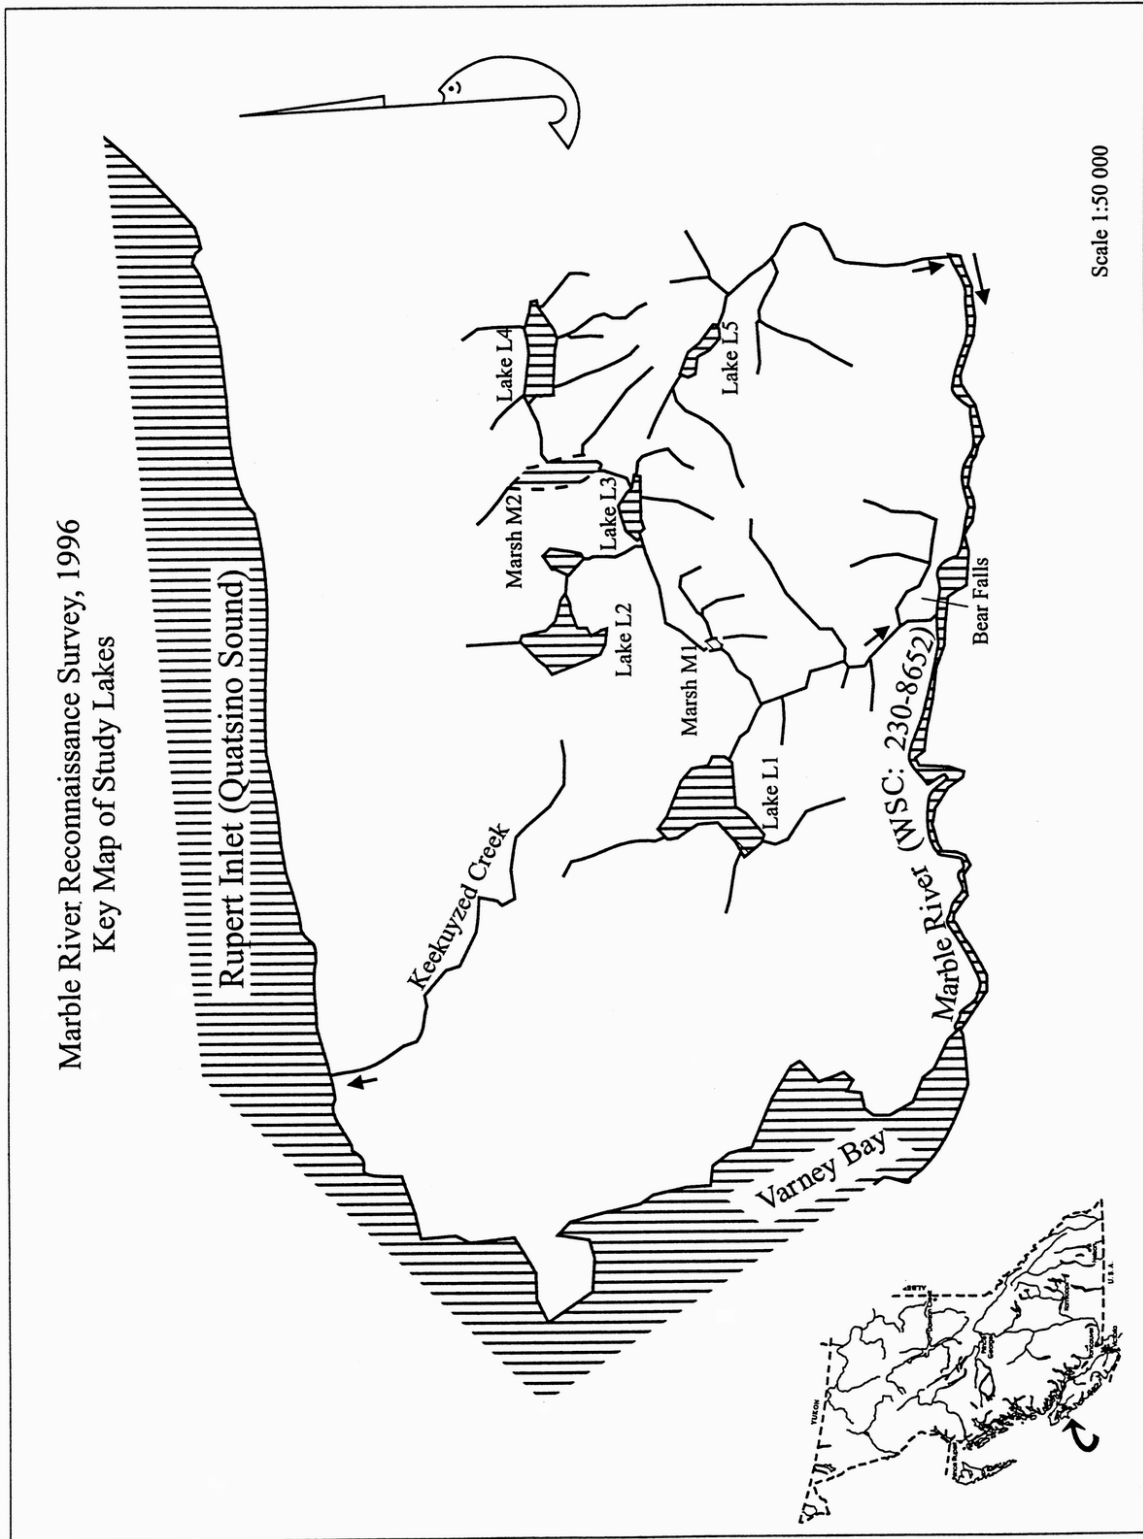 Marble River Reconnaissance Survey, 1996
Key Map of Study Lakes
Rupert Inlet (Quatsino Sound)
Keekuyzed Creek
Lake L4
Marsh M2
Lake L3
Lake L2
Lake L5
Marsh M1
Lake L1
Bear Falls
Marble River (WSC: 230-8652)
Varney Bay
Scale 1:50 000
YUKON
U.S.A.